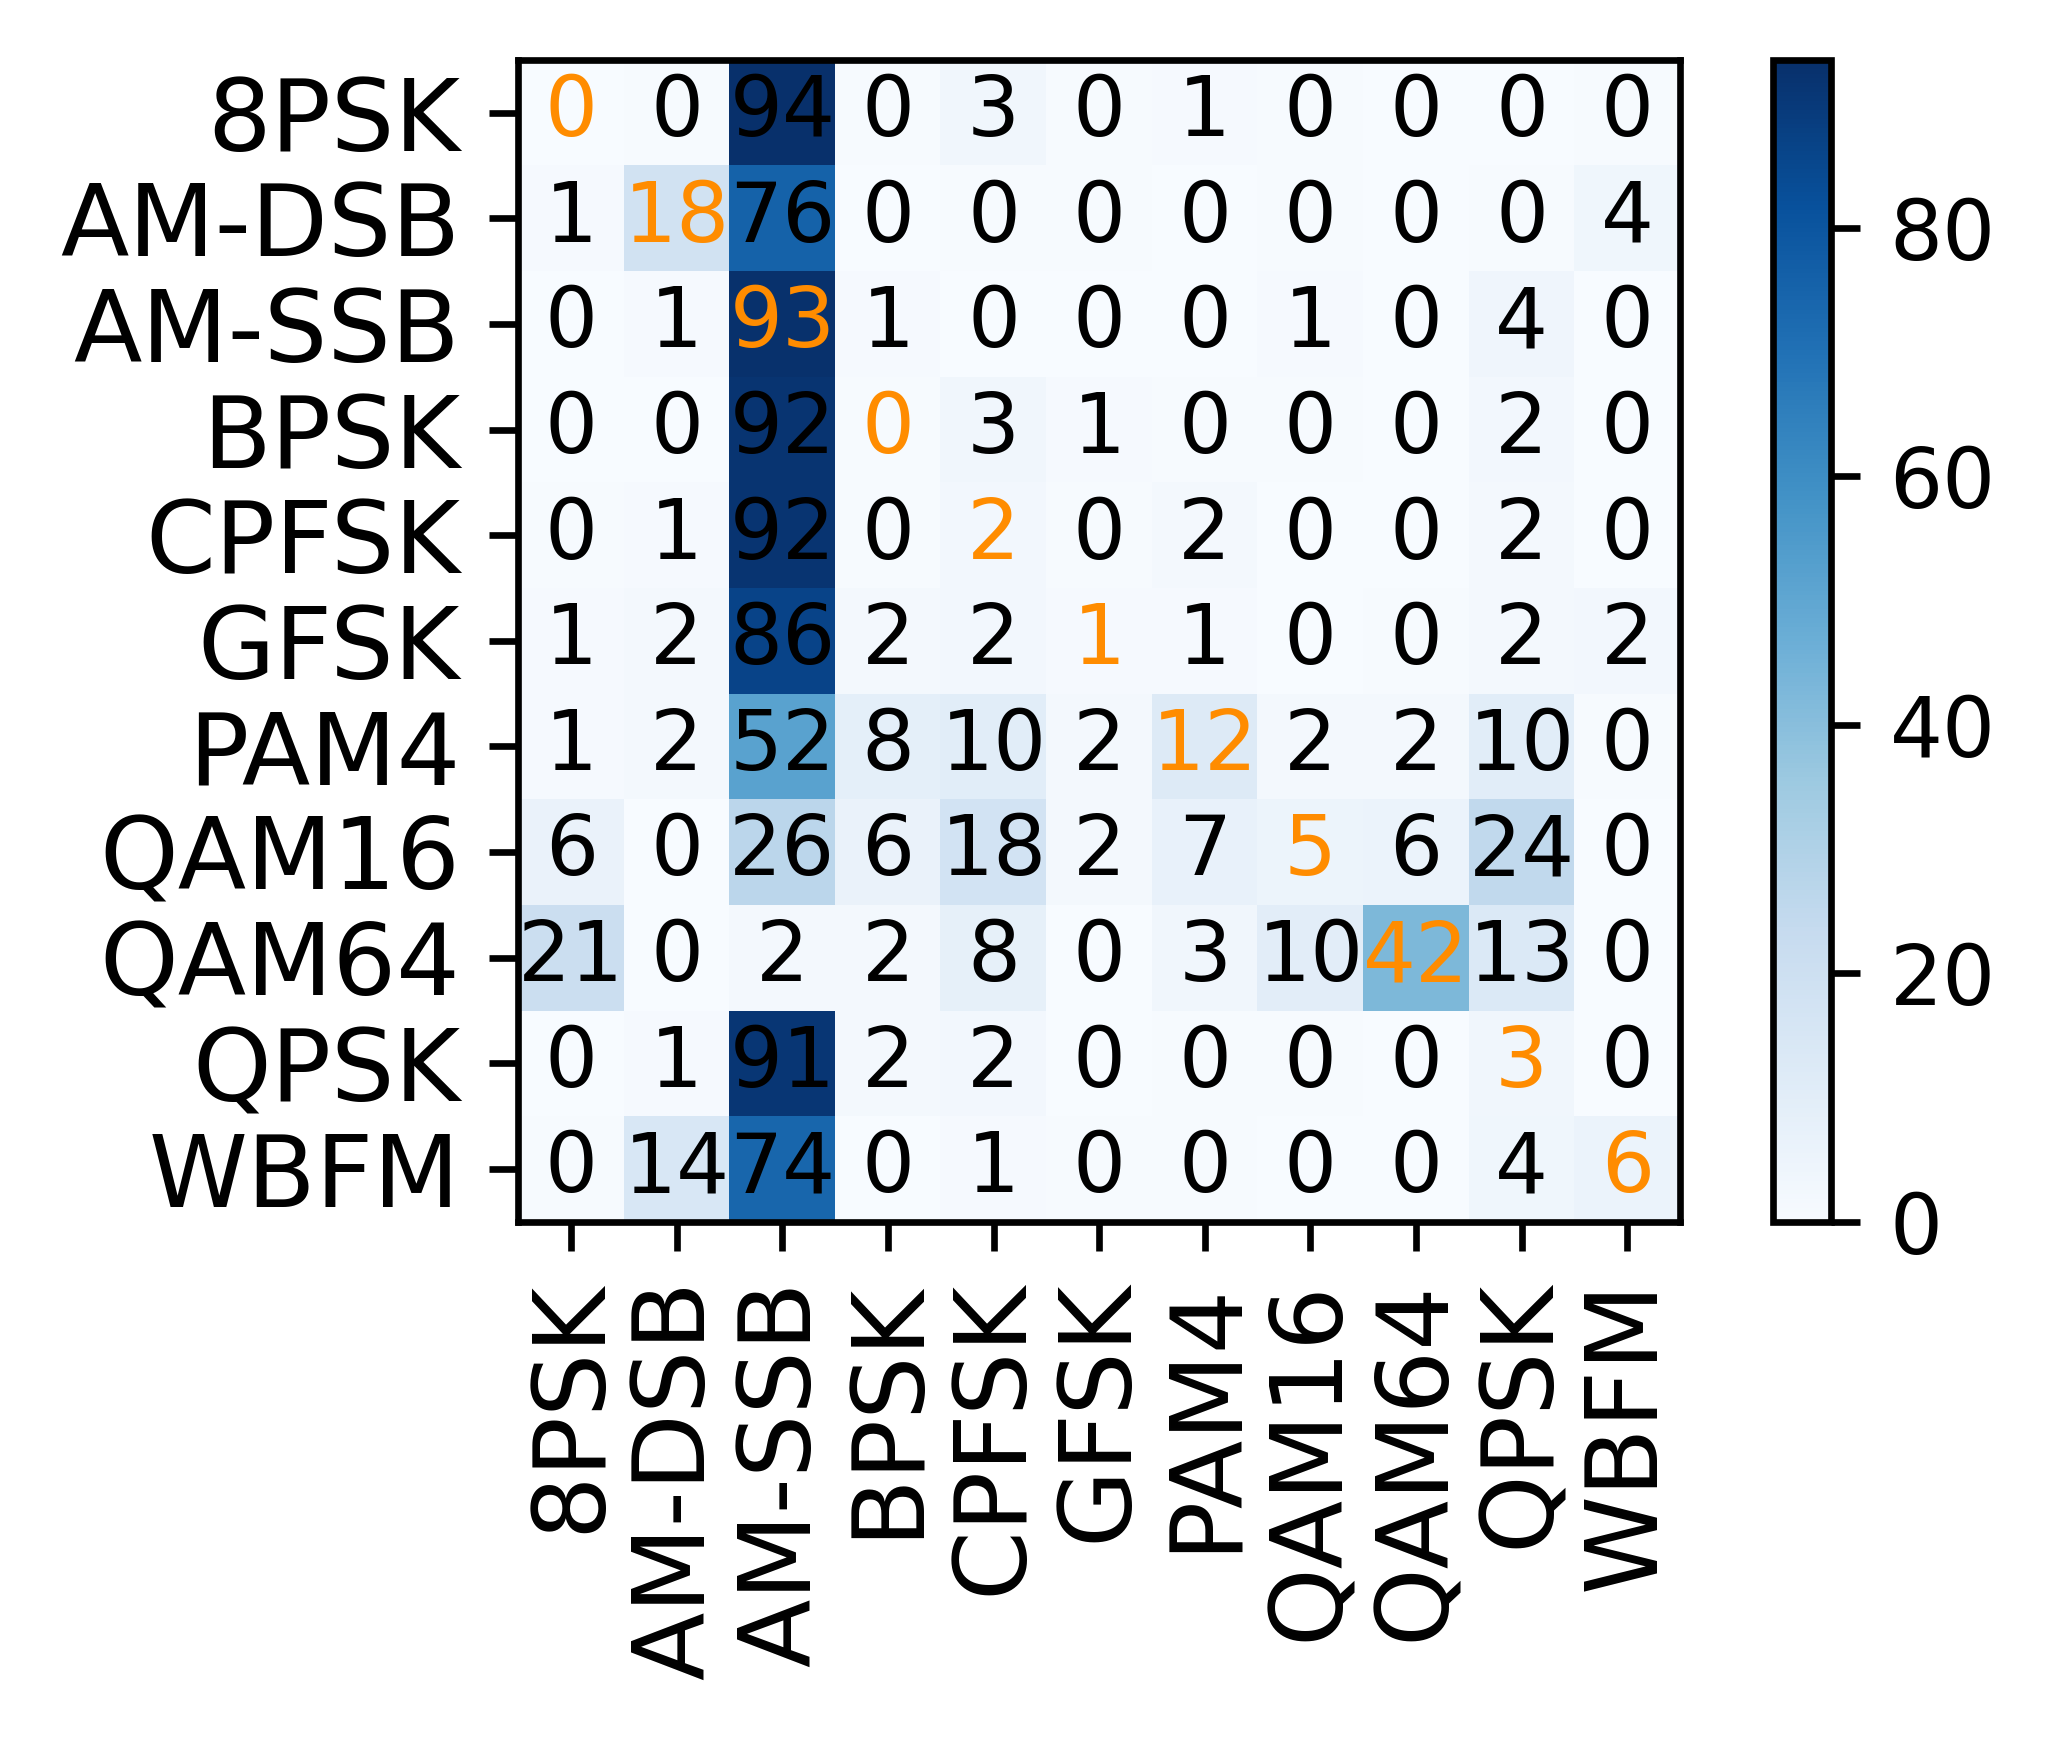 8PSK 0 0 94 0 3 0 1 0 0 0 0
AM-DSB 1 18 76 0 0 0 0 0 0 0 4
80
AM-SSB 0 1 93 1 0 0 0 1 0 4 0
BPSK 0 0 92 0 3 1 0 0 0 2 0
60
CPFSK 0 1 92 0 2 0 2 0 0 2 0
GFSK 1 2 86 2 2 1 1 0 0 2 2
PAM4 1 2 52 8 10 2 12 2 2 10 0
40
QAM16 6 0 26 6 18 2 7 5 6 24 0
QAM64 21 0 2 2 8 0 3 10 42 13 0
20
QPSK 0 1 91 2 2 0 0 0 0 3 0
WBFM 0 14 74 0 1 0 0 0 0 4 6
0
8PSK
AM-DSB
AM-SSB
BPSK
CPFSK
GFSK
PAM4
QAM16
QAM64
QPSK
WBFM